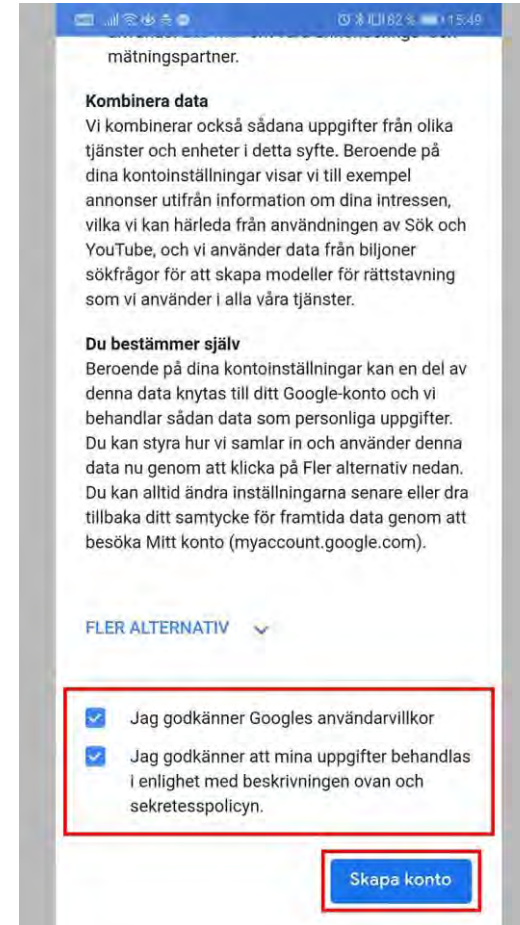 82 % 15:49
mätningspartner.
Kombinera data
Vi kombinerar också sådana uppgifter från olika
tjänster och enheter i detta syfte. Beroende på
dina kontoinställningar visar vi till exempel
annonser utifrån information om dina intressen,
vilka vi kan härleda från användningen av Sök och
YouTube, och vi använder data från biljoner
sökfrågor för att skapa modeller för rättstavning
som vi använder i alla våra tjänster.
Du bestämmer själv
Beroende på dina kontoinställningar kan en del av
denna data knytas till ditt Google-konto och vi
behandlar sådan data som personliga uppgifter.
Du kan styra hur vi samlar in och använder denna
data nu genom att klicka på Fler alternativ nedan.
Du kan alltid ändra inställningarna senare eller dra
tillbaka ditt samtycke för framtida data genom att
besöka Mitt konto (myaccount.google.com).
FLER ALTERNATIV
Jag godkänner Googles användarvillkor
Jag godkänner att mina uppgifter behandlas
i enlighet med beskrivningen ovan och
sekretesspolicyn.
Skapa konto